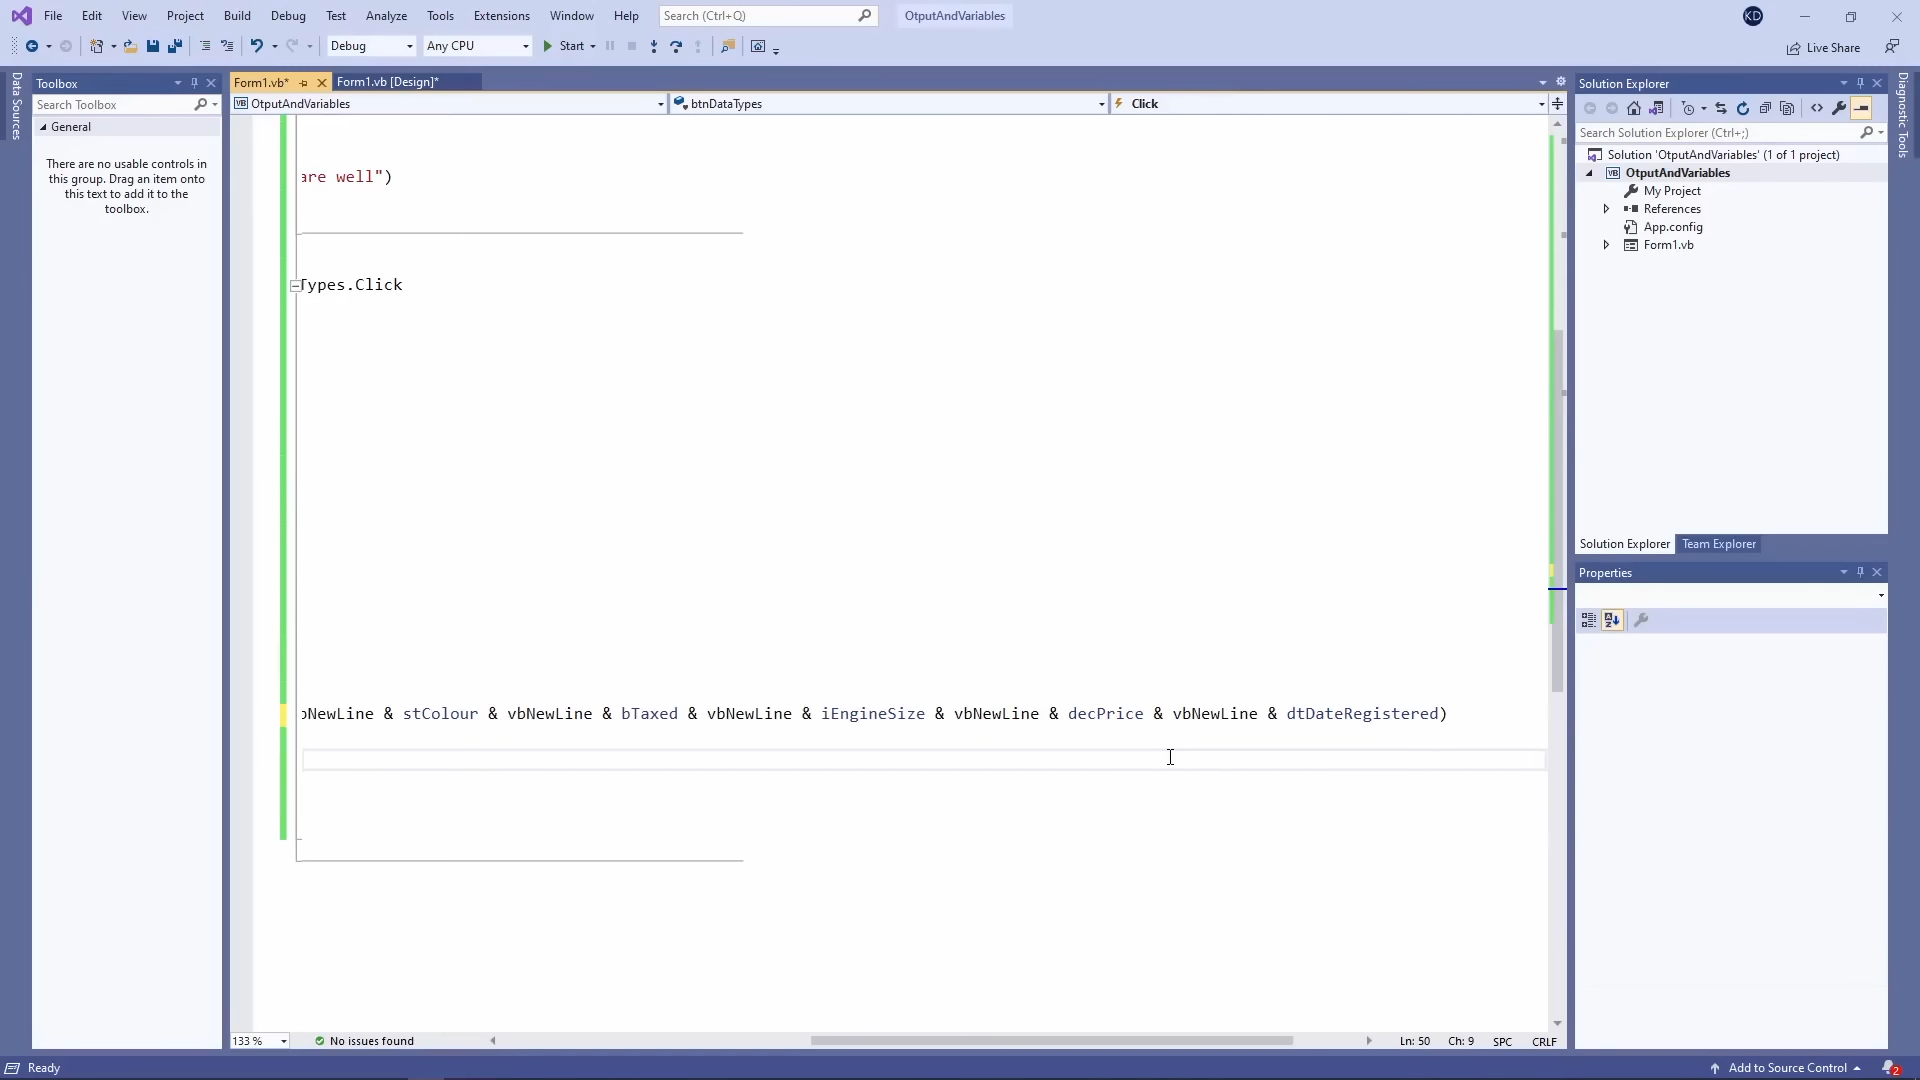 File Edit View Project Build Debug Test Analyze Tools Extensions Window Help Search (Ctrl+Q) OtputAndVariables KD
Debug Any CPU Start Live Share
Data Sources
Toolbox
Search Toolbox
General
There are no usable controls in
this group. Drag an item onto
this text to add it to the
toolbox.
Form1.vb* Form1.vb [Design]*
VB OtputAndVariables btnDataTypes Click
are well")
Types.Click
bNewLine & stColour & vbNewLine & bTaxed & vbNewLine & iEngineSize & vbNewLine & decPrice & vbNewLine & dtDateRegistered)
133 % No issues found Ln: 50 Ch: 9 SPC CRLF
Solution Explorer
Search Solution Explorer (Ctrl+;)
Solution 'OtputAndVariables' (1 of 1 project)
VB OtputAndVariables
My Project
References
App.config
Form1.vb
Solution Explorer Team Explorer
Properties
Diagnostic Tools
Ready Add to Source Control 2